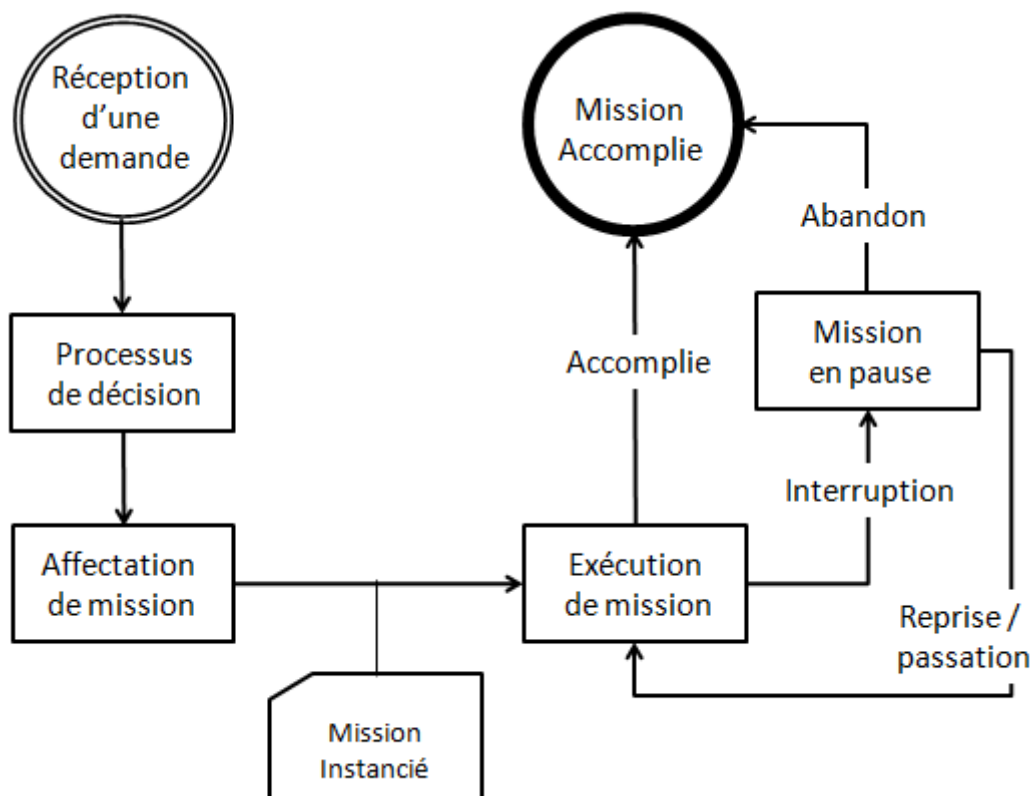 Réception
d’une
demande
Mission
Accomplie
Abandon
Processus
de décision
Accomplie
Mission
en pause
Interruption
Affectation
de mission
Exécution
de mission
Reprise /
passation
Mission
Instancié